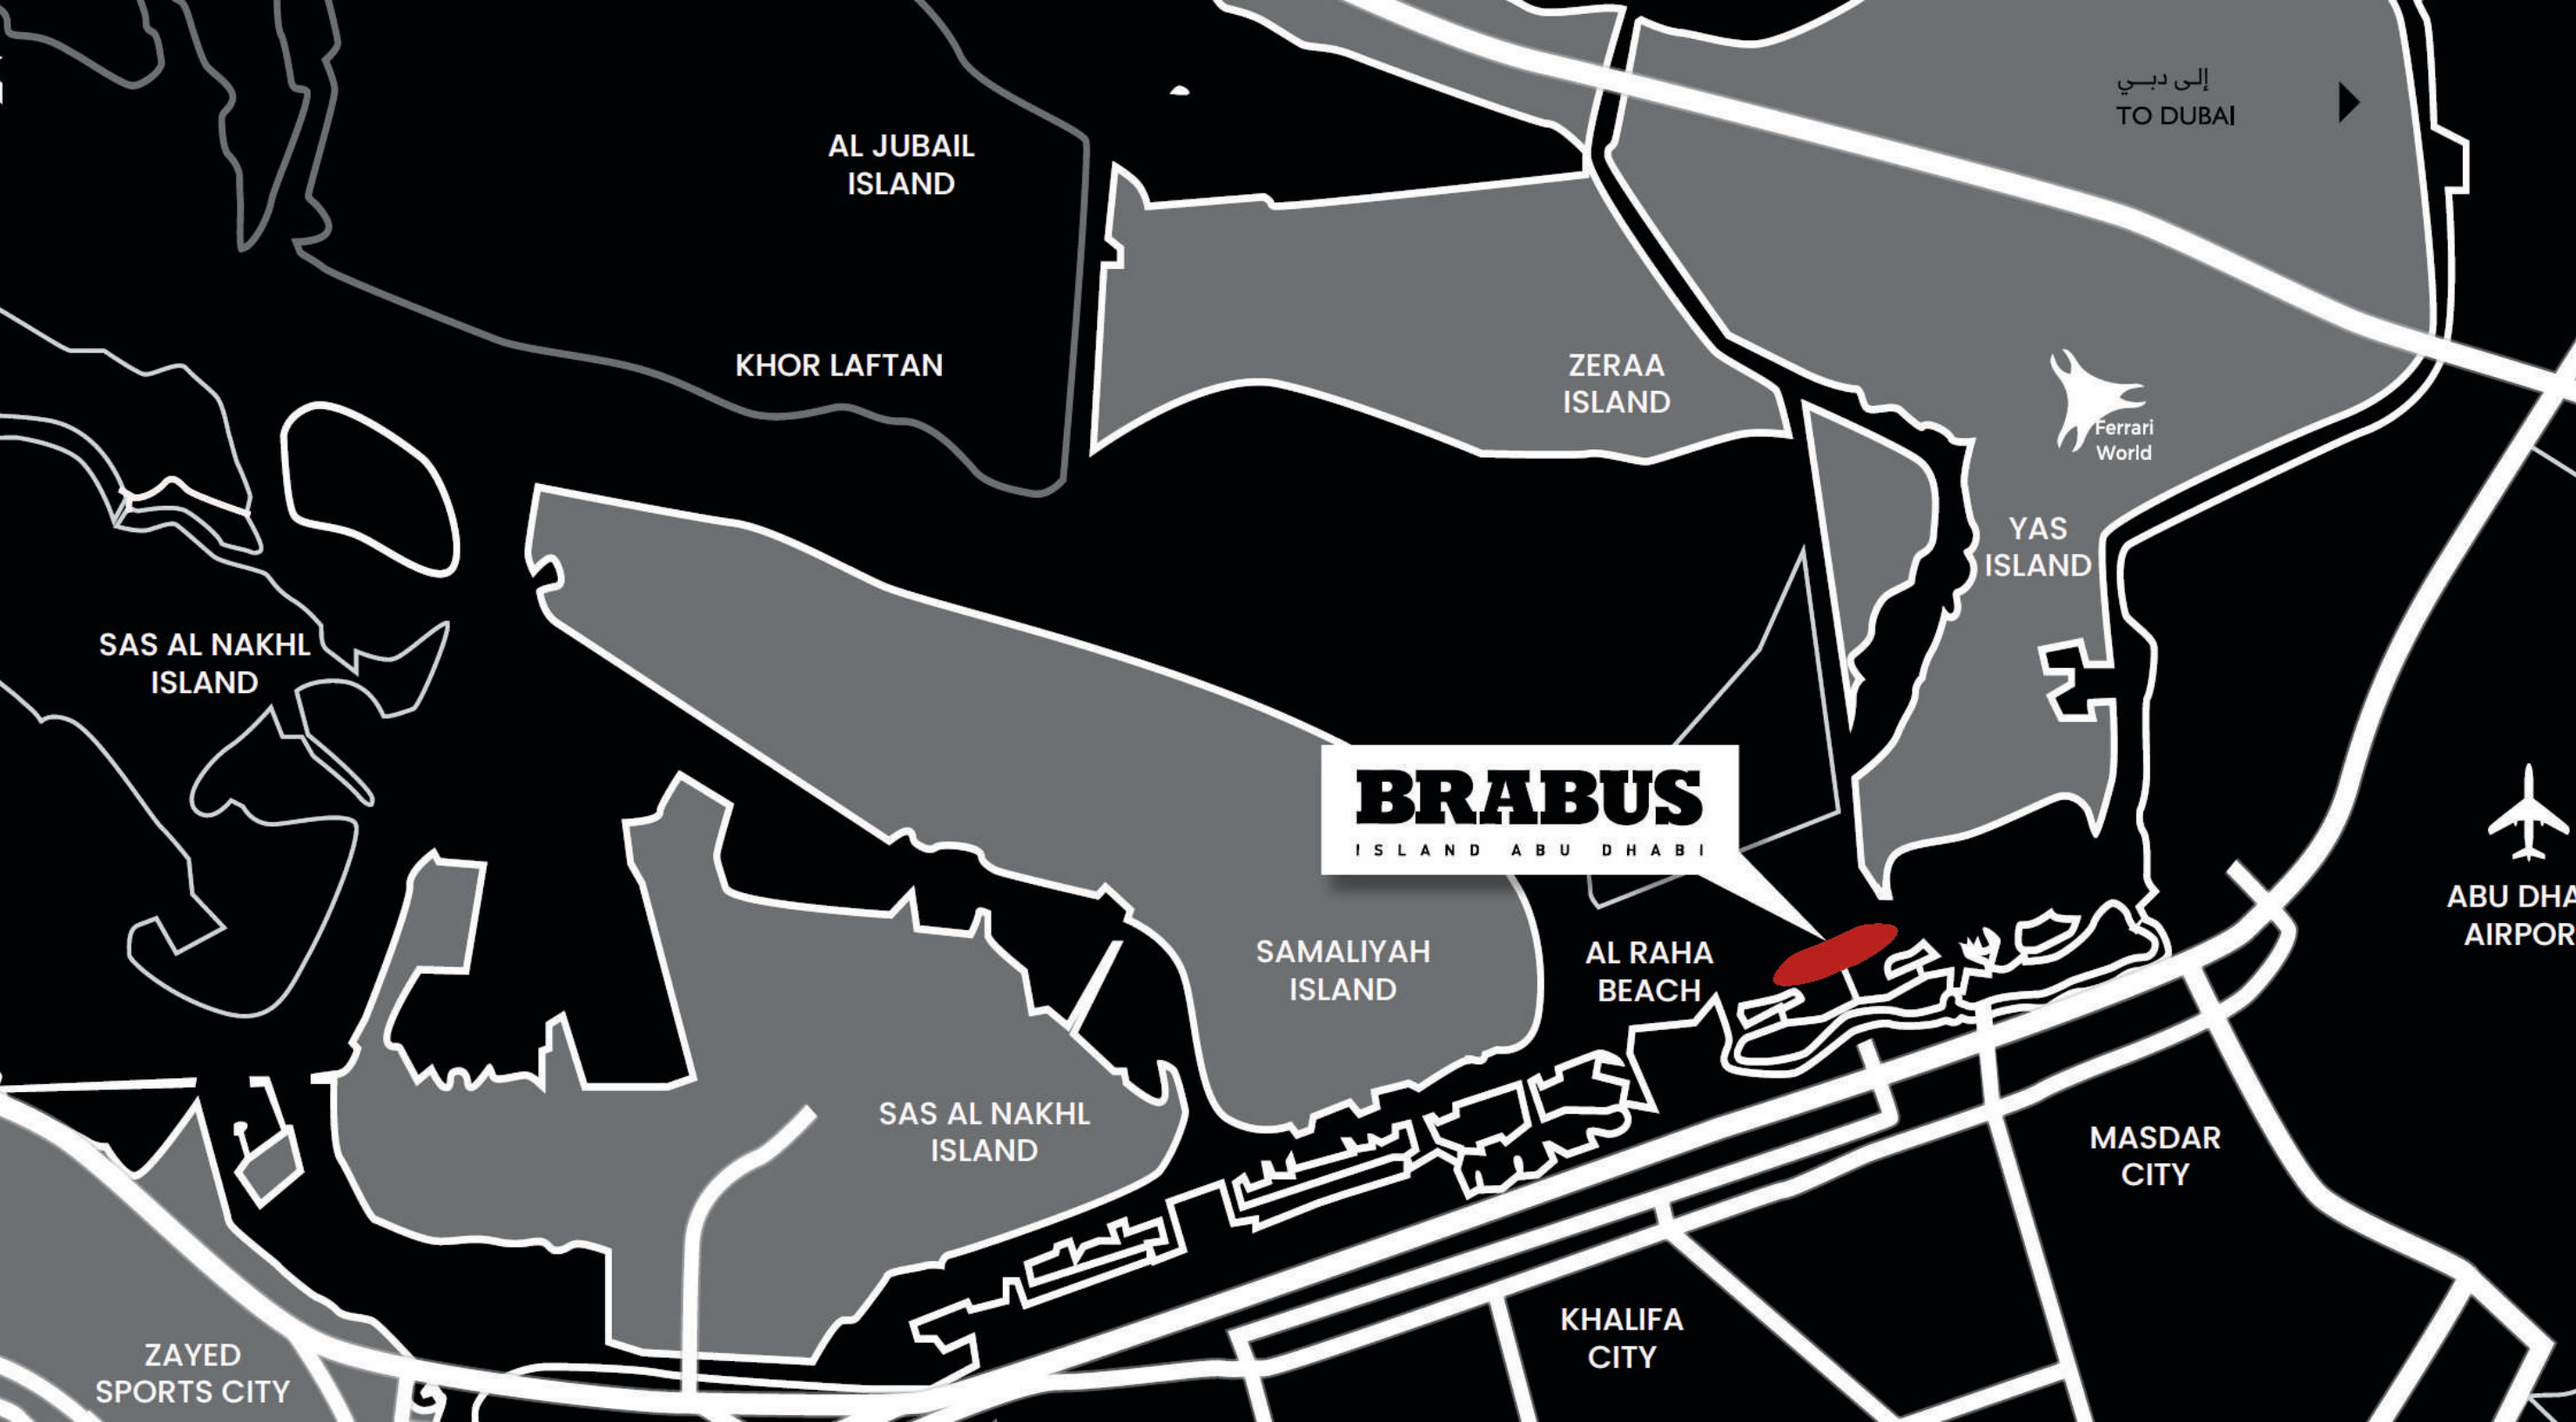 إلى دبي
TO DUBAI
AL JUBAIL
ISLAND
KHOR LAFTAN
ZERAA
ISLAND
Ferrari
World
YAS
ISLAND
SAS AL NAKHL
ISLAND
BRABUS
ISLAND ABU DHABI
ABU DHA
AIRPOR
SAMALIYAH
ISLAND
AL RAHA
BEACH
SAS AL NAKHL
ISLAND
MASDAR
CITY
KHALIFA
CITY
ZAYED
SPORTS CITY